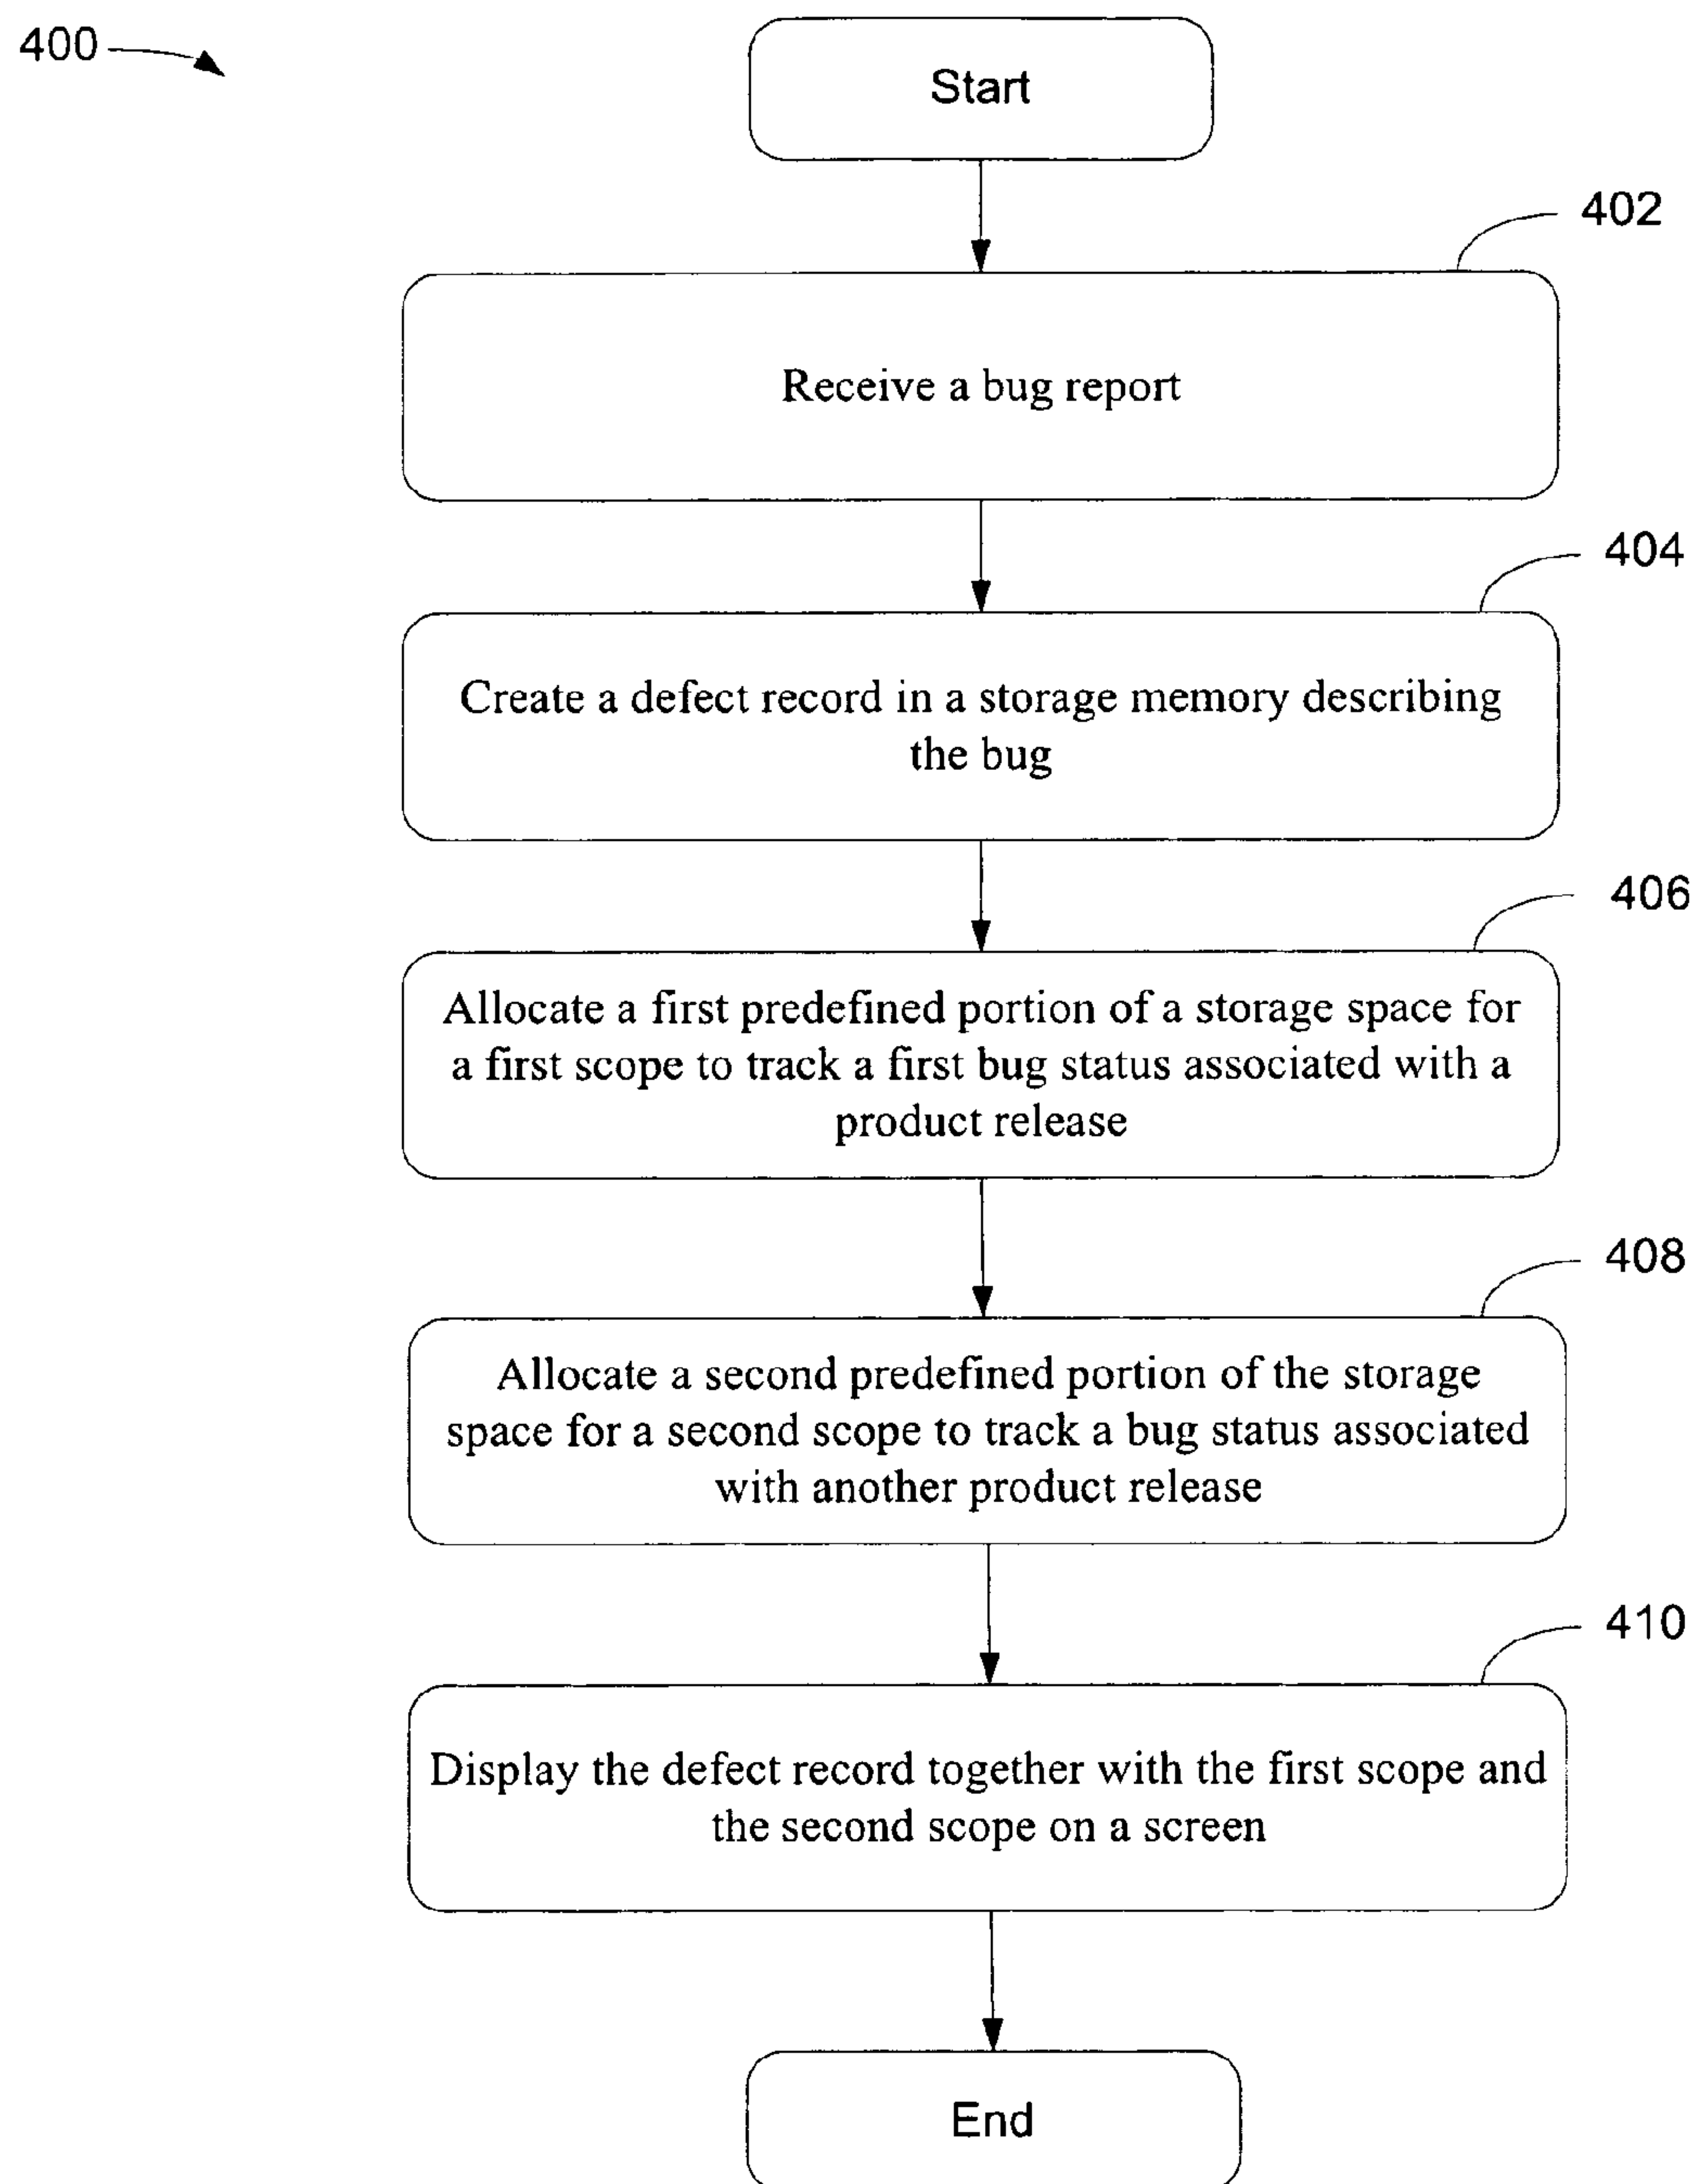 400
Start
402
Receive a bug report
404
Create a defect record in a storage memory describing
the bug
406
Allocate a first predefined portion of a storage space for
a first scope to track a first bug status associated with a
product release
408
Allocate a second predefined portion of the storage
space for a second scope to track a bug status associated
with another product release
410
Display the defect record together with the first scope and
the second scope on a screen
End